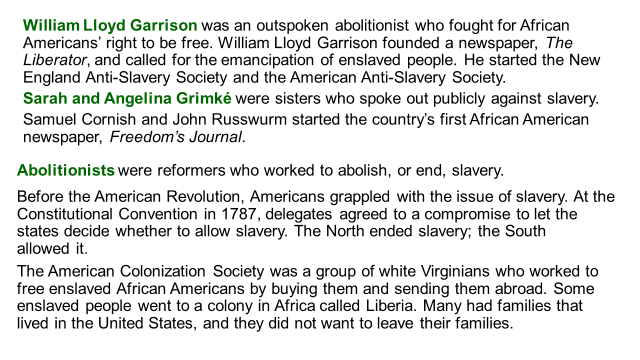 William Lloyd Garrison was an outspoken abolitionist who fought for African
Americans' right to be free. William Lloyd Garrison founded a newspaper, The
Liberator, and called for the emancipation of enslaved people. He started the New
England Anti-Slavery Society and the American Anti-Slavery Society.
Sarah and Angelina Grimké were sisters who spoke out publicly against slavery.
Samuel Cornish and John Russwurm started the country's first African American
newspaper, Freedom's Journal.
Abolitionists were reformers who worked to abolish, or end, slavery.
Before the American Revolution, Americans grappled with the issue of slavery. At the
Constitutional Convention in 1787, delegates agreed to a compromise to let the
states decide whether to allow slavery. The North ended slavery; the South
allowed it.
The American Colonization Society was a group of white Virginians who worked to
free enslaved African Americans by buying them and sending them abroad. Some
enslaved people went to a colony in Africa called Liberia. Many had families that
lived in the United States, and they did not want to leave their families.